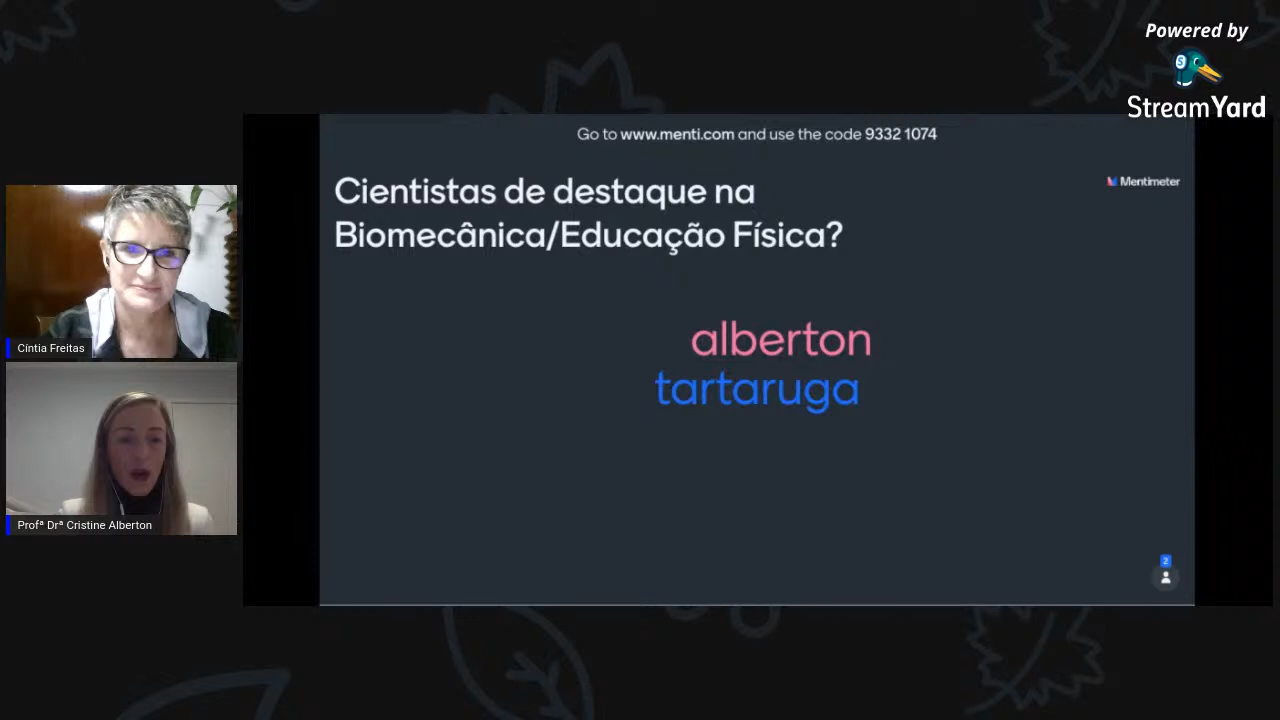 Powered by
StreamYard
Go to www.menti.com and use the code 9332 1074
Mentimeter
Cientistas de destaque na
Biomecânica/Educação Física?
alberton
tartaruga
2
Cíntia Freitas
Profª Drª Cristine Alberton